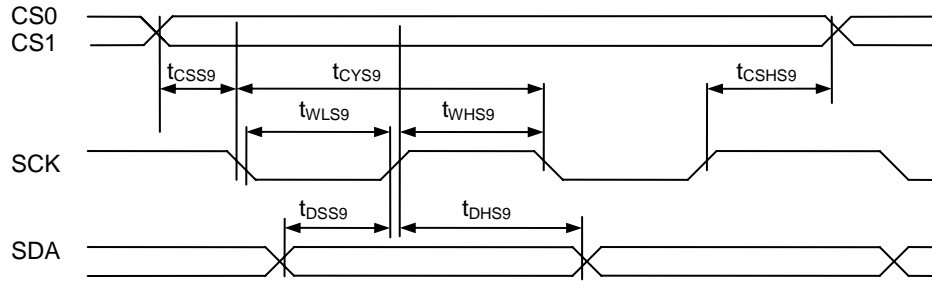 CS0
CS1
tCSS9
tCYS9
tCSHS9
tWLS9
tWHS9
SCK
tDSS9
tDHS9
SDA